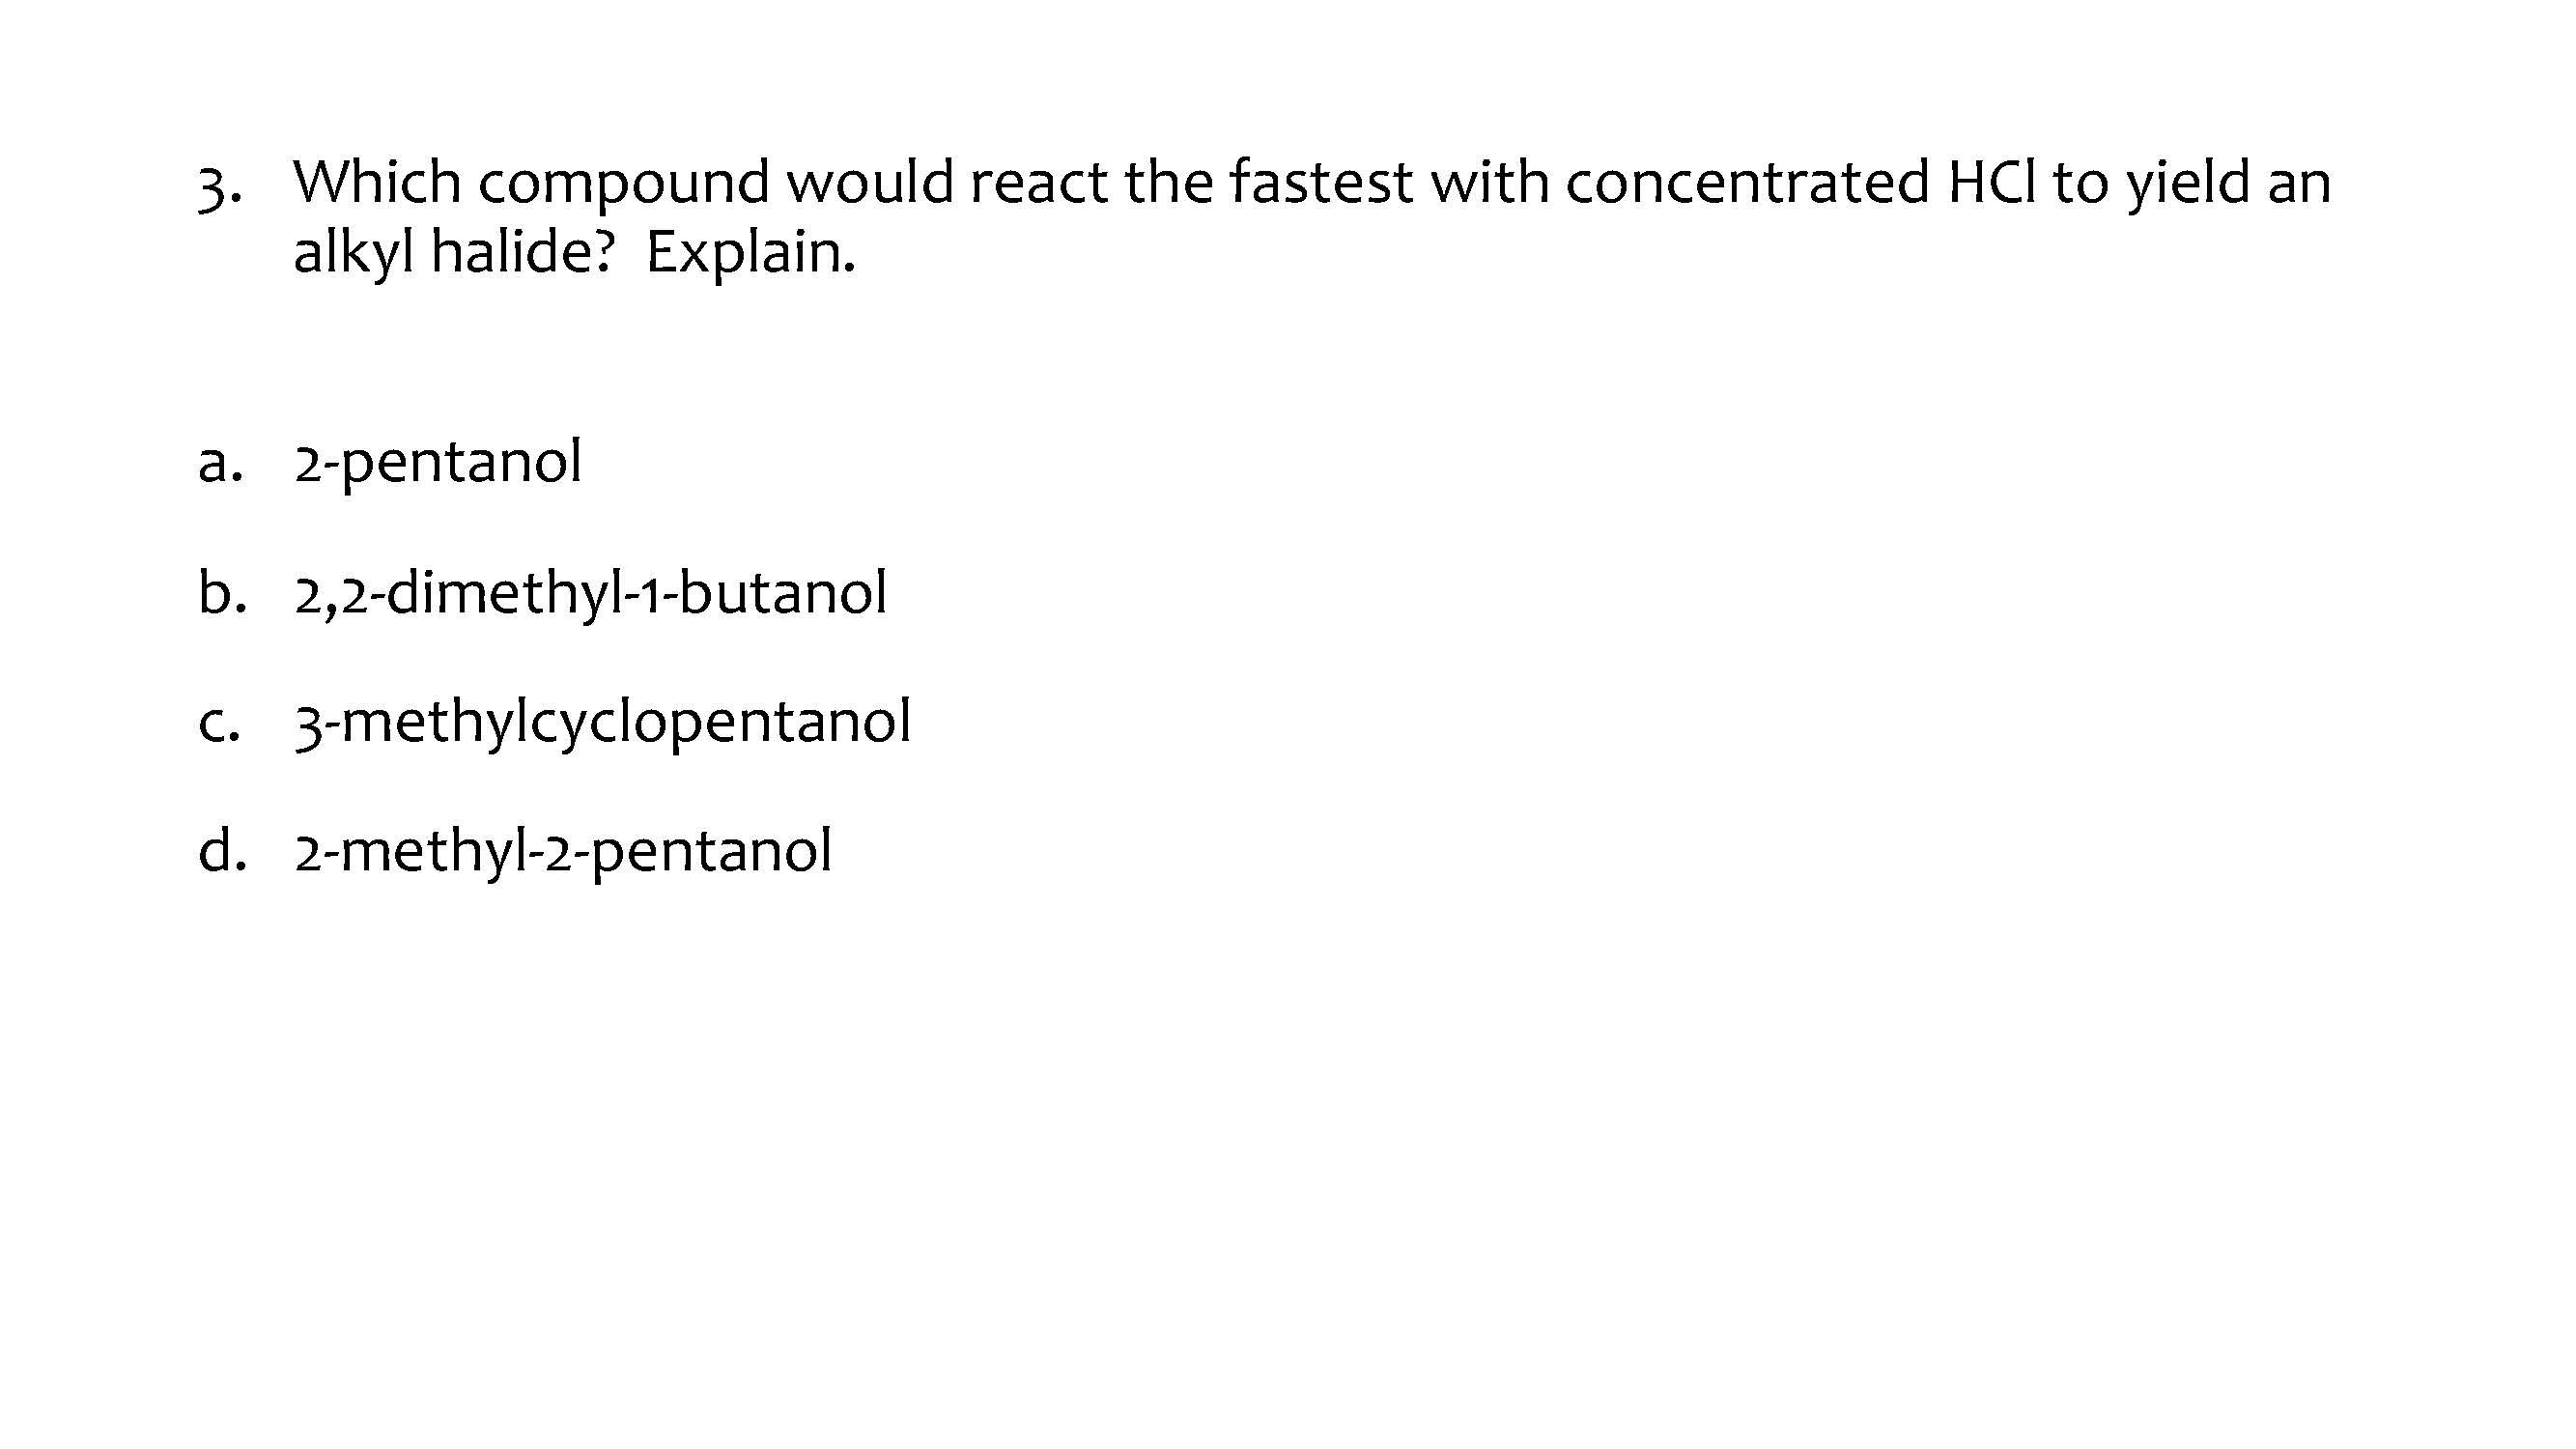 3. Which compound would react the fastest with concentrated HCl to yield an
alkyl halide? Explain.
a. 2-pentanol
b. 2,2-dimethyl-1-butanol
c. 3-methylcyclopentanol
d. 2-methyl-2-pentanol